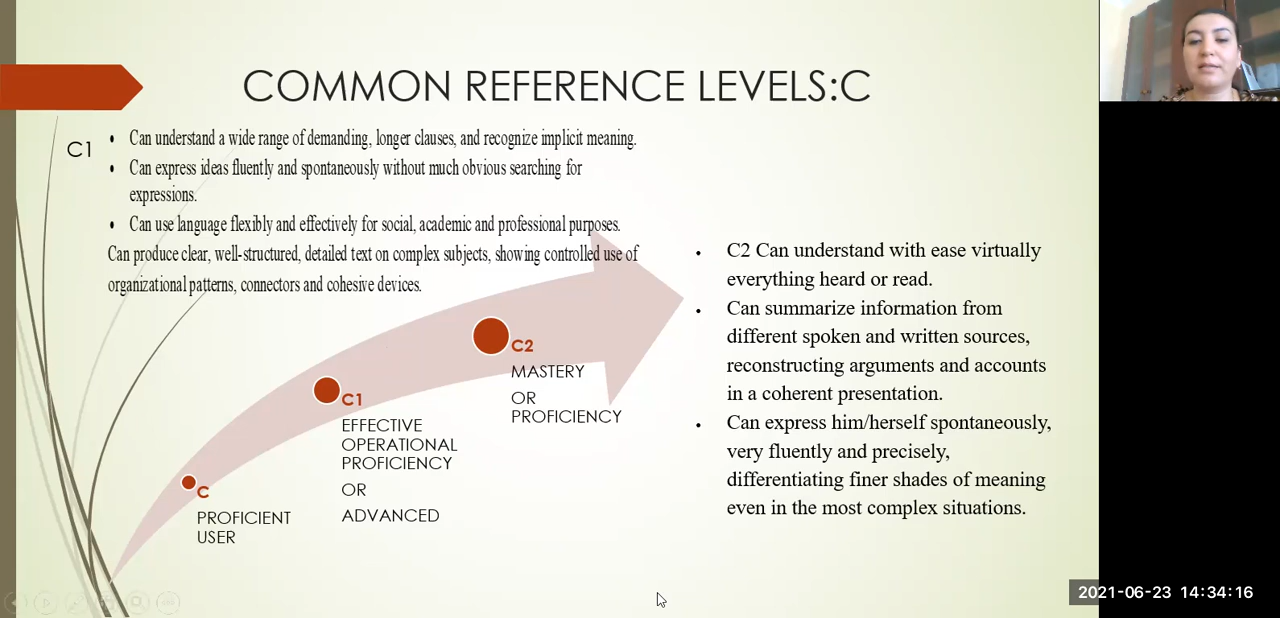 COMMON REFERENCE LEVELS:C
C1
• Can understand a wide range of demanding, longer clauses, and recognize implicit meaning.
• Can express ideas fluently and spontaneously without much obvious searching for
expressions.
• Can use language flexibly and effectively for social, academic and professional purposes.
Can produce clear, well-structured, detailed text on complex subjects, showing controlled use of
organizational patterns, connectors and cohesive devices.
C
PROFICIENT
USER
C1
EFFECTIVE
OPERATIONAL
PROFICIENCY
OR
ADVANCED
C2
MASTERY
OR
PROFICIENCY
• C2 Can understand with ease virtually
everything heard or read.
• Can summarize information from
different spoken and written sources,
reconstructing arguments and accounts
in a coherent presentation.
• Can express him/herself spontaneously,
very fluently and precisely,
differentiating finer shades of meaning
even in the most complex situations.
2021-06-23 14:34:16